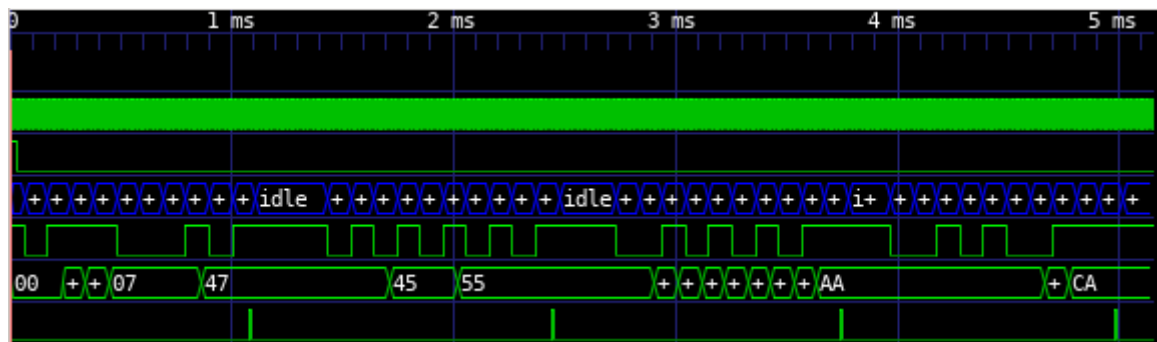 0 1 ms 2 ms 3 ms 4 ms 5 ms
+ + + + + + + + + + idle + + + + + + + + + + idle + + + + + + + + + + i+ + + + + + + + + + + +
00 + + 07 47 45 55 + + + + + + + AA + CA